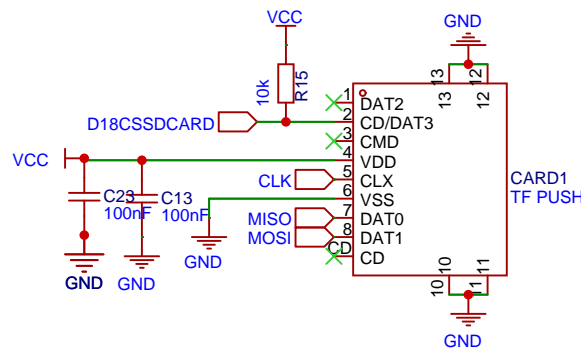 VCC
GND
10k
R15
13
12
13
12
1
DAT2
D18CSSDCARD
2
CD/DAT3
3
CMD
VCC
4
VDD
CLK
5
CLX
CARD1
TF PUSH
6
VSS
C23
100nF
C13
100nF
MISO
7
DAT0
MOSI
8
DAT1
CD
CD
GND
GND
GND
10
11
10
11
GND